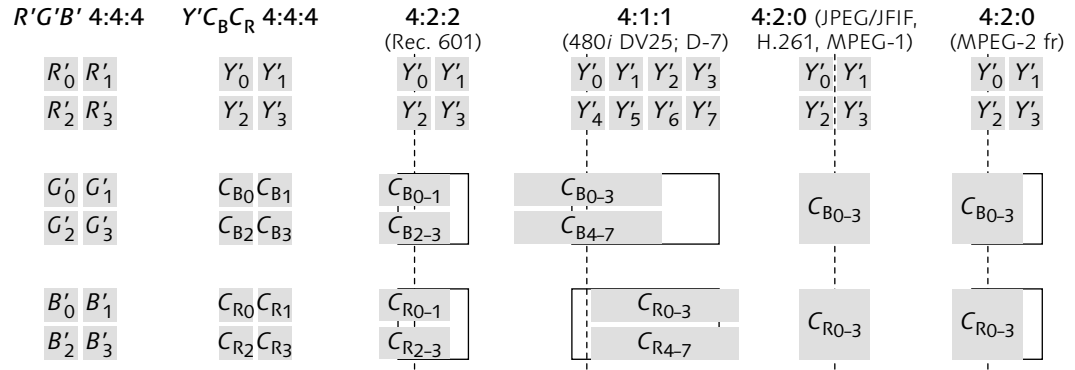 R'G'B' 4:4:4 Y'CBCR 4:4:4 4:2:2 4:1:1 4:2:0 (JPEG/JFIF, 4:2:0
(Rec. 601) (480i DV25; D-7) H.261, MPEG-1) (MPEG-2 fr)
R'0 R'1 Y'0 Y'1 Y'0 Y'1 Y'0 Y'1 Y'2 Y'3 Y'0 Y'1 Y'0 Y'1
R'2 R'3 Y'2 Y'3 Y'2 Y'3 Y'4 Y'5 Y'6 Y'7 Y'2 Y'3 Y'2 Y'3
G'0 G'1 CB0 CB1 CB0–1 CB0–3 CB0–3 CB0–3
G'2 G'3 CB2 CB3 CB2–3 CB4–7
B'0 B'1 CR0 CR1 CR0–1 CR0–3 CR0–3 CR0–3
B'2 B'3 CR2 CR3 CR2–3 CR4–7